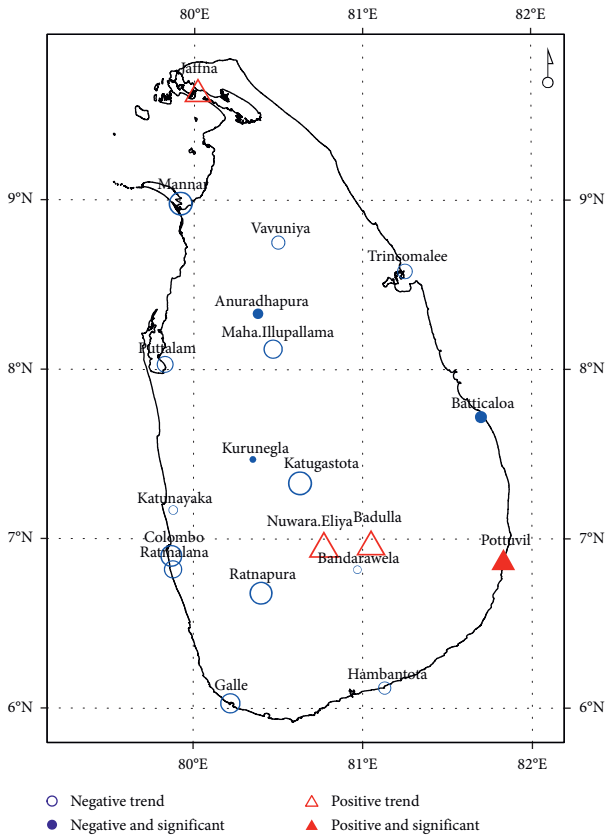 80°E 81°E 82°E
Jaffna
Mannar
9°N 9°N
Vavuniya
Trincomalee
Anuradhapura
Maha.Illupallama
Puttalam
8°N 8°N
Batticaloa
Kurunegla
Katugastota
Katunayaka
Nuwara.Eliya Badulla
Colombo
7°N 7°N
Pottuvil
Ratmalana
Bandarawela
Ratnapura
Hambantota
Galle
6°N 6°N
80°E 81°E 82°E
Negative trend Positive trend
Negative and significant Positive and significant